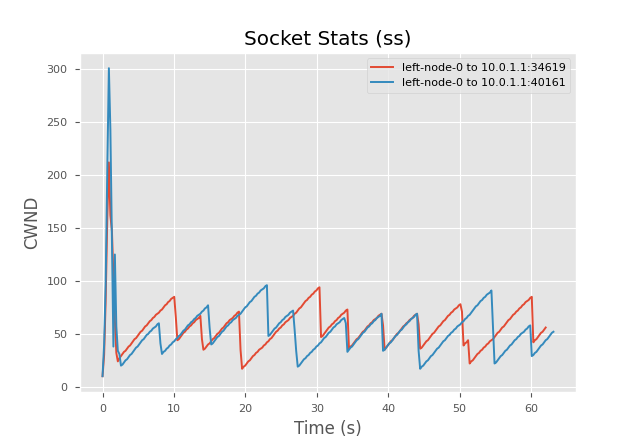 Socket Stats (ss)
left-node-0 to 10.0.1.1:34619
left-node-0 to 10.0.1.1:40161
300
250
200
150
100
50
0
CWND
0 10 20 30 40 50 60
Time (s)